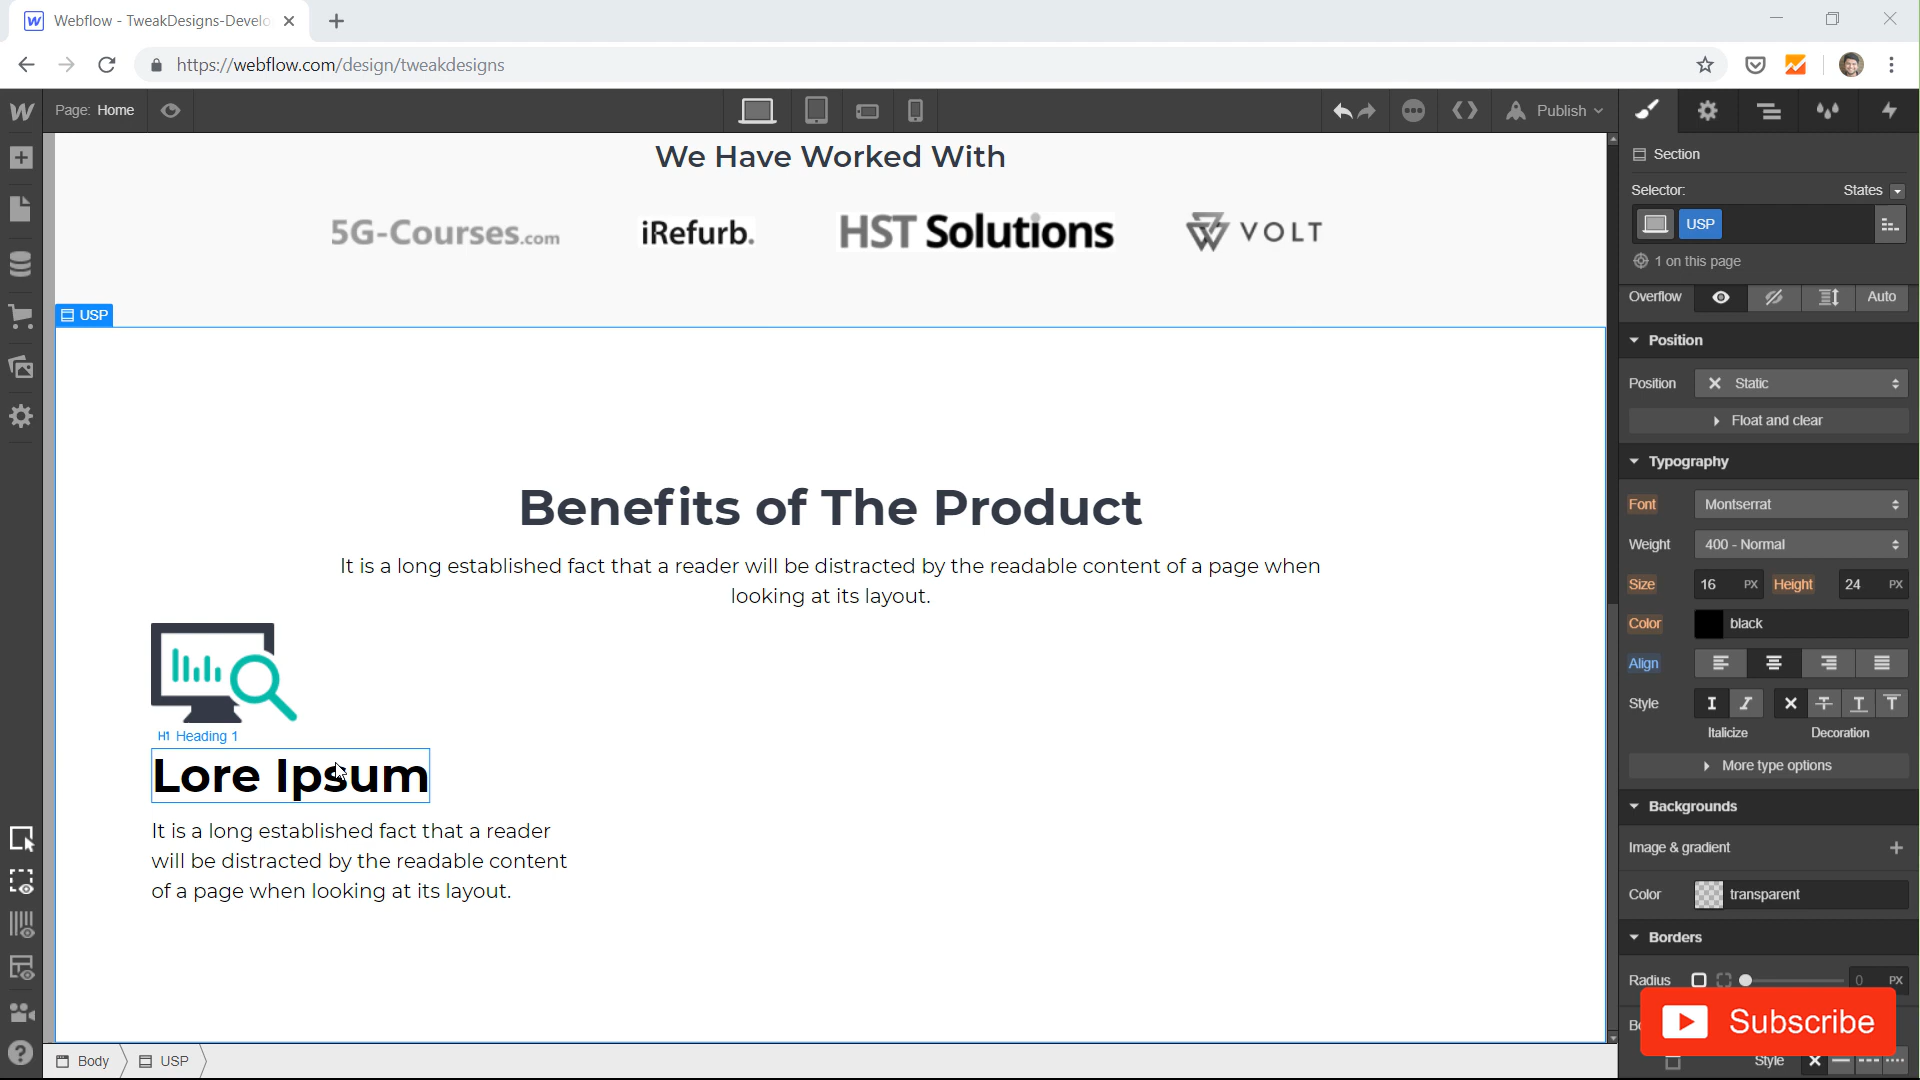 Webflow - TweakDesigns-Develo
https://webflow.com/design/tweakdesigns
Page: Home
Publish
We Have Worked With
5G-Courses.com
iRefurb.
HST Solutions
VOLT
USP
Benefits of The Product
It is a long established fact that a reader will be distracted by the readable content of a page when
looking at its layout.
H1 Heading 1
Lore Ipsum
It is a long established fact that a reader
will be distracted by the readable content
of a page when looking at its layout.
Body
USP
Section
Selector:
States
USP
1 on this page
Overflow
Auto
Position
Position
Static
Float and clear
Typography
Font
Montserrat
Weight
400 - Normal
Size
16 PX
Height
24 PX
Color
black
Align
Style
Italicize
Decoration
More type options
Backgrounds
Image & gradient
Color
transparent
Borders
Radius
0 PX
Subscribe
Style